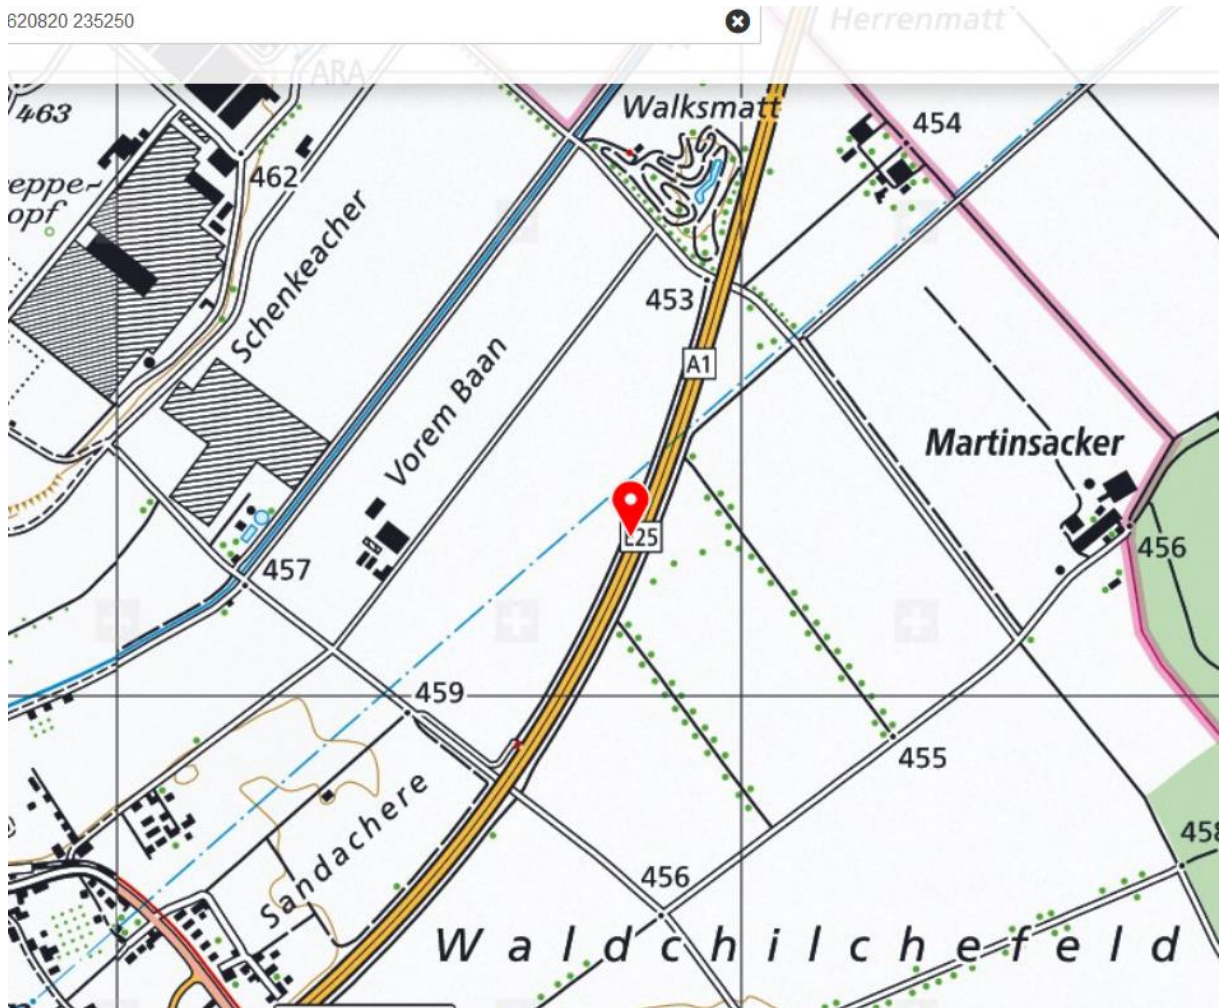 620820 235250
Herrenmatt
ARA
463
Walksmatt
454
462
eppe-
opf
Schenkeacher
453
A1
Vorem Baan
Martinsacker
E25
456
457
459
455
Sandachere
458
456
Waldchilchefeld